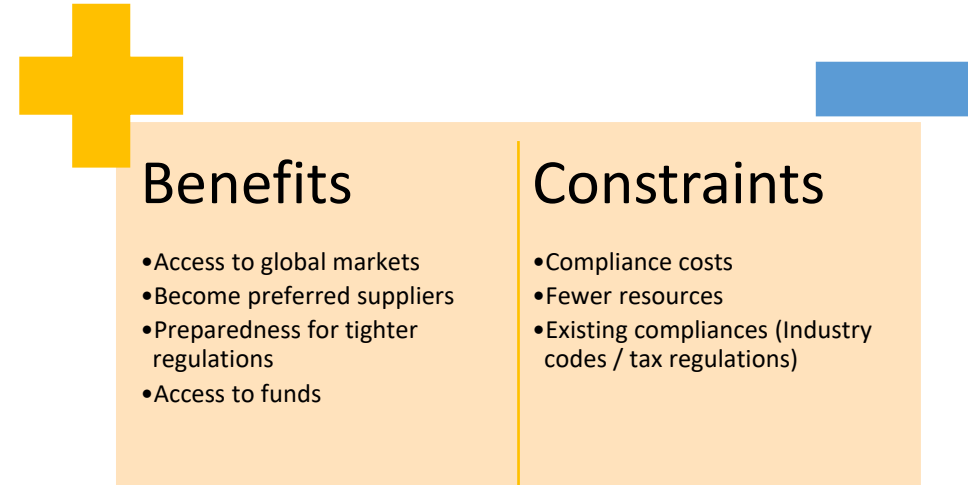 Benefits
•Access to global markets
•Become preferred suppliers
•Preparedness for tighter
regulations
•Access to funds
Constraints
•Compliance costs
•Fewer resources
•Existing compliances (Industry
codes / tax regulations)